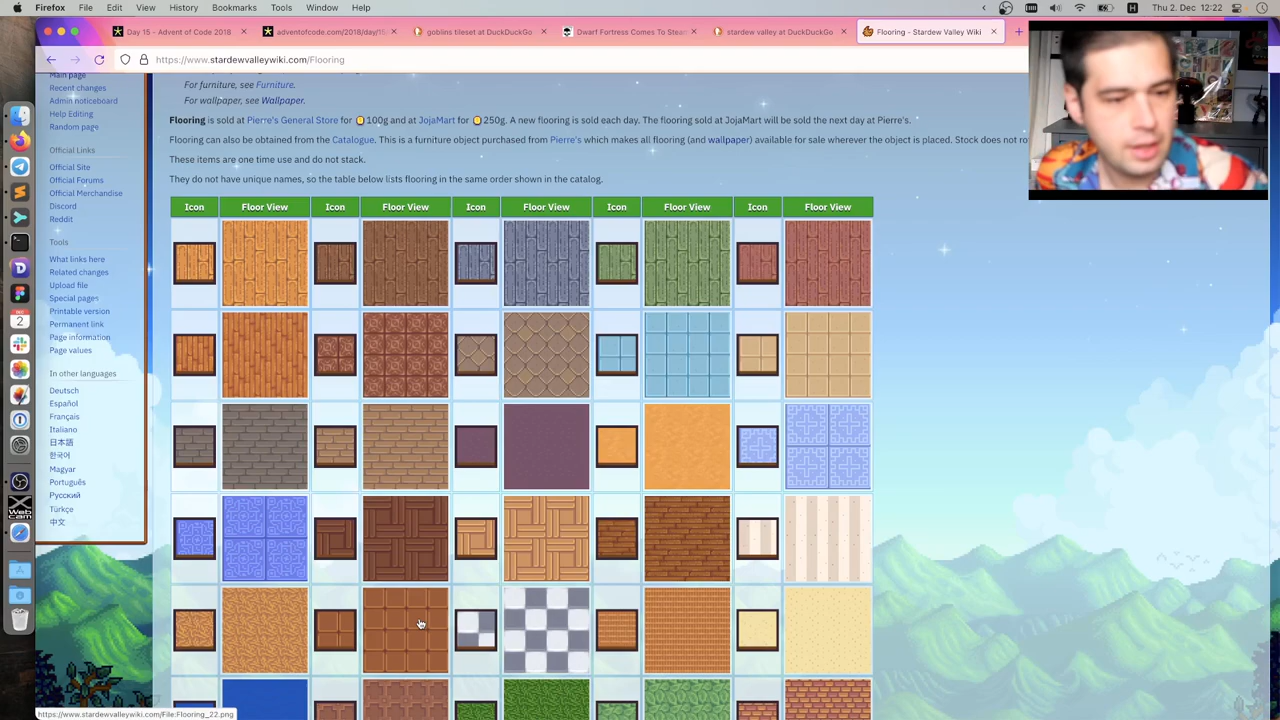 Firefox File Edit View History Bookmarks Tools Window Help
Thu 2. Dec 12:22
Day 15 - Advent of Code 2018
adventofcode.com/2018/day/15
goblins tileset at DuckDuckGo
Dwarf Fortress Comes To Stea
stardew valley at DuckDuckGo
Flooring - Stardew Valley Wiki
https://www.stardewvalleywiki.com/Flooring
Main page
Recent changes
Admin noticeboard
Help Editing
Random page
Official Links
Official Site
Official Forums
Official Merchandise
Discord
Reddit
Tools
What links here
Related changes
Upload file
Special pages
Printable version
Permanent link
Page information
Page values
In other languages
Deutsch
Español
Français
Italiano
日本語
한국어
Magyar
Português
Русский
Türkçe
中文
For furniture, see Furniture.
For wallpaper, see Wallpaper.
Flooring is sold at Pierre's General Store for 100g and at JojaMart for 250g. A new flooring is sold each day. The flooring sold at JojaMart will be sold the next day at Pierre's.
Flooring can also be obtained from the Catalogue. This is a furniture object purchased from Pierre's which makes all flooring (and wallpaper) available for sale wherever the object is placed. Stock does not ro
These items are one time use and do not stack.
They do not have unique names, so the table below lists flooring in the same order shown in the catalog.
Icon Floor View Icon Floor View Icon Floor View Icon Floor View Icon Floor View
DEC
2
Web
cam
https://www.stardewvalleywiki.com/File:Flooring_22.png